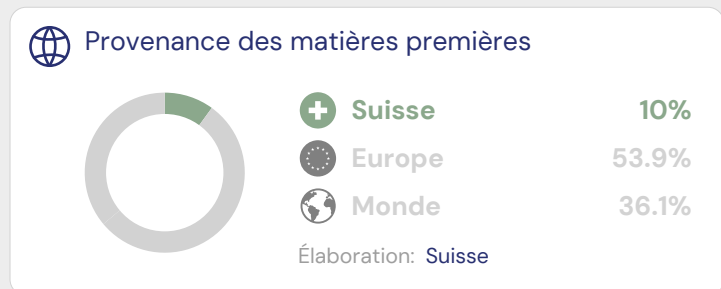 Provenance des matières premières
Suisse 10%
Europe 53.9%
Monde 36.1%
Élaboration: Suisse